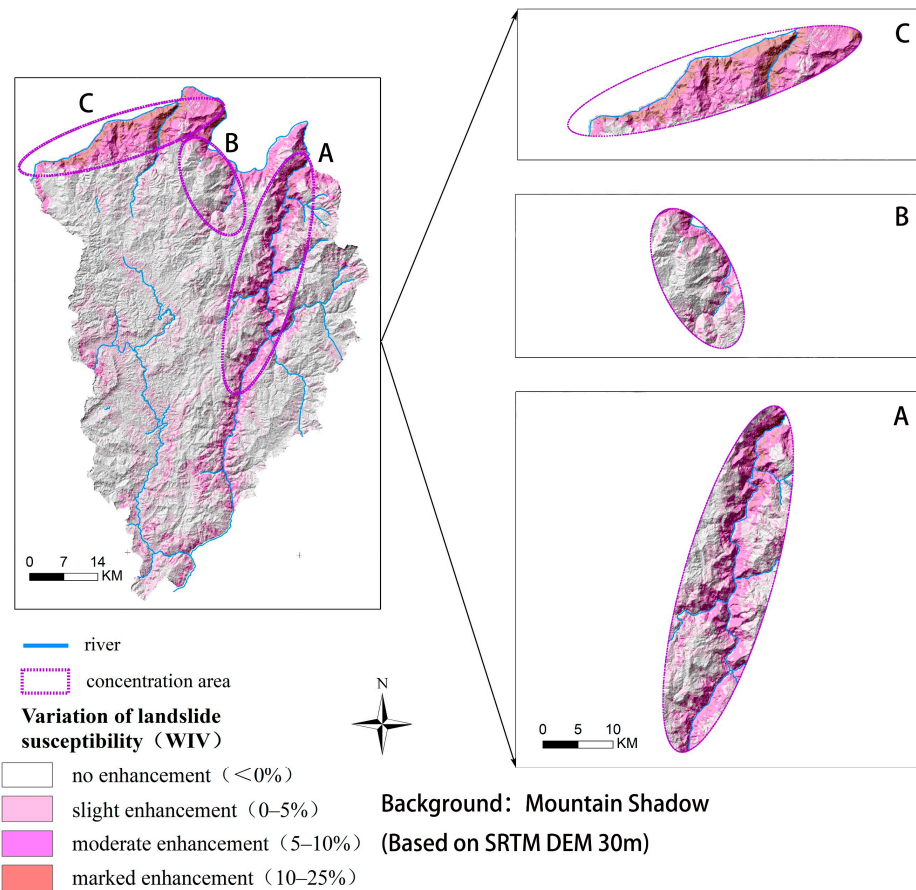 C
B
A
0 7 14
KM
C
B
A
0 5 10
KM
river
concentration area
N
Variation of landslide
susceptibility（WIV）
no enhancement（＜0%）
slight enhancement（0–5%）
moderate enhancement（5–10%）
marked enhancement（10–25%）
Background：Mountain Shadow
(Based on SRTM DEM 30m)